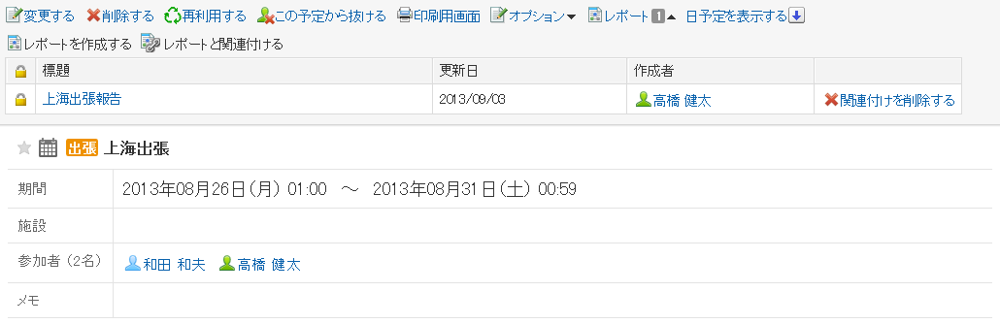 変更する 削除する 再利用する この予定から抜ける 印刷用画面 オプション レポート 1 日予定を表示する
レポートを作成する レポートと関連付ける
標題 更新日 作成者
上海出張報告 2013/09/03 高橋 健太 関連付けを削除する
出張 上海出張
期間 2013年08月26日(月) 01:00 ～ 2013年08月31日(土) 00:59
施設
参加者 (2名) 和田 和夫 高橋 健太
メモ